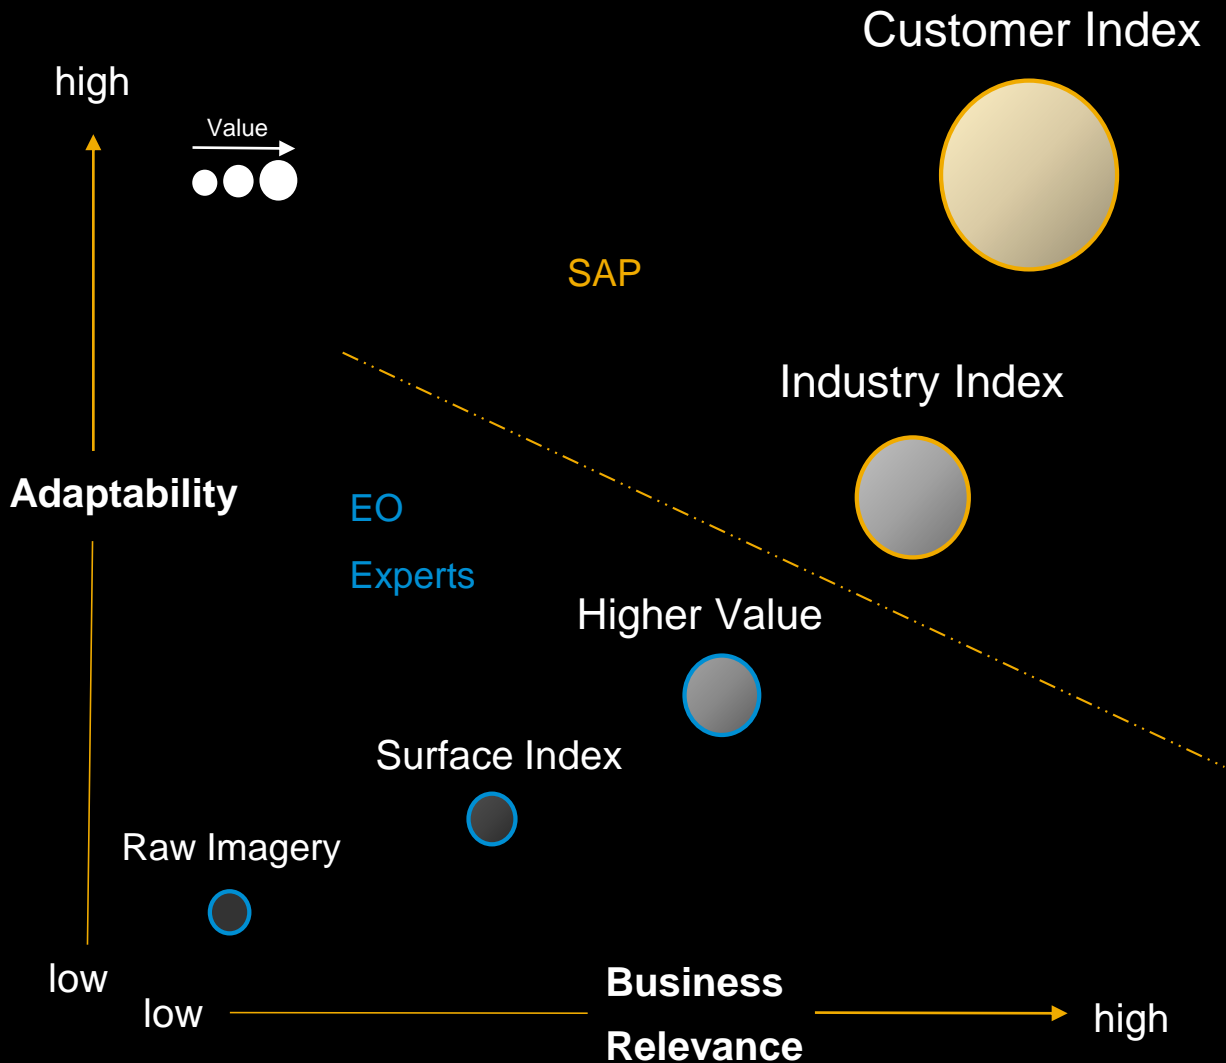 Customer Index
high
Value
SAP
Industry Index
Adaptability
EO
Experts
Higher Value
Surface Index
Raw Imagery
low
low
Business
Relevance
high